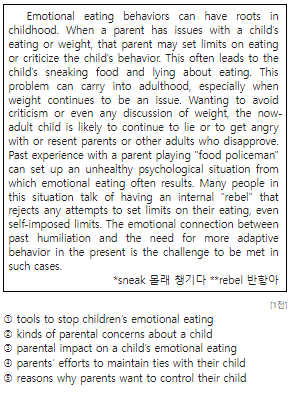 Emotional eating behaviors can have roots in
childhood. When a parent has issues with a child's
eating or weight, that parent may set limits on eating
or criticize the child's behavior. This often leads to the
child's sneaking food and lying about eating. This
problem can carry into adulthood, especially when
weight continues to be an issue. Wanting to avoid
criticism or even any discussion of weight, the now-
adult child is likely to continue to lie or to get angry
with or resent parents or other adults who disapprove.
Past experience with a parent playing "food policeman"
can set up an unhealthy psychological situation from
which emotional eating often results. Many people in
this situation talk of having an internal "rebel" that
rejects any attempts to set limits on their eating, even
self-imposed limits. The emotional connection between
past humiliation and the need for more adaptive
behavior in the present is the challenge to be met in
such cases.
*sneak 몰래 챙기다 **rebel 반항아
[1점]
① tools to stop children's emotional eating
② kinds of parental concerns about a child
③ parental impact on a child's emotional eating
④ parents' efforts to maintain ties with their child
⑤ reasons why parents want to control their child